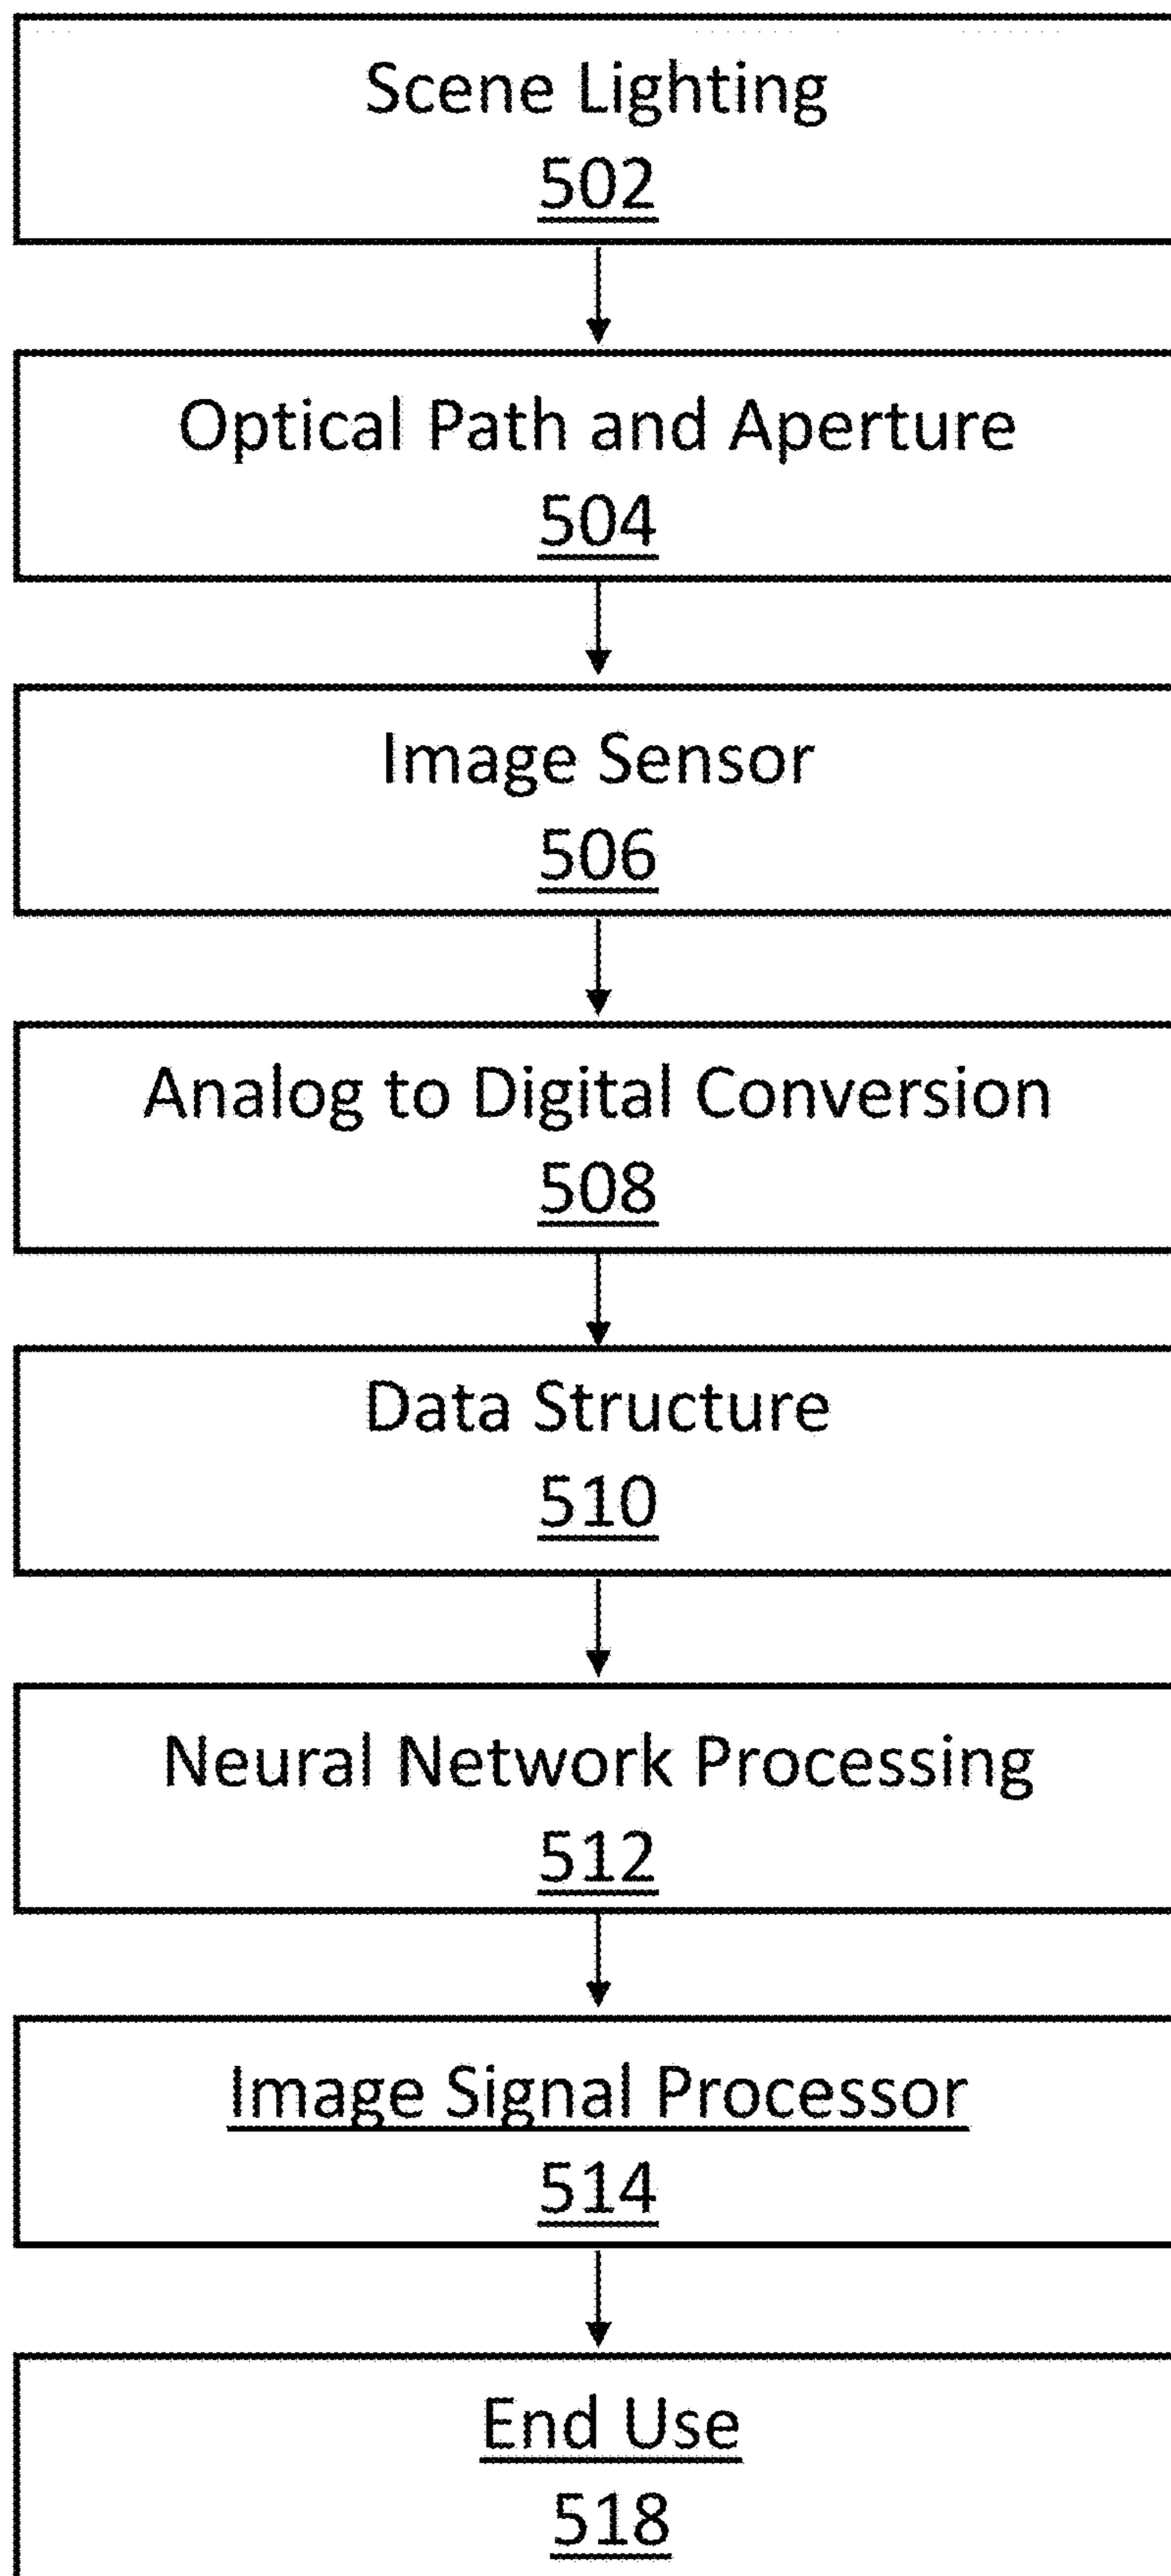 Scene Lighting
502
Optical Path and Aperture
504
Image Sensor
506
Analog to Digital Conversion
508
Data Structure
510
Neural Network Processing
512
Image Signal Processor
514
End Use
518